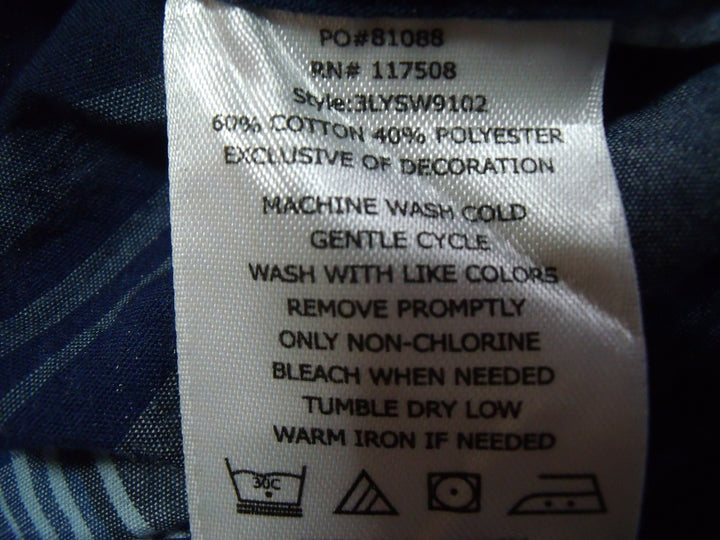 PO#81088
RN# 117508
Style:3LYSW9102
60% COTTON 40% POLYESTER
EXCLUSIVE OF DECORATION
MACHINE WASH COLD
GENTLE CYCLE
WASH WITH LIKE COLORS
REMOVE PROMPTLY
ONLY NON-CHLORINE
BLEACH WHEN NEEDED
TUMBLE DRY LOW
WARM IRON IF NEEDED
30C